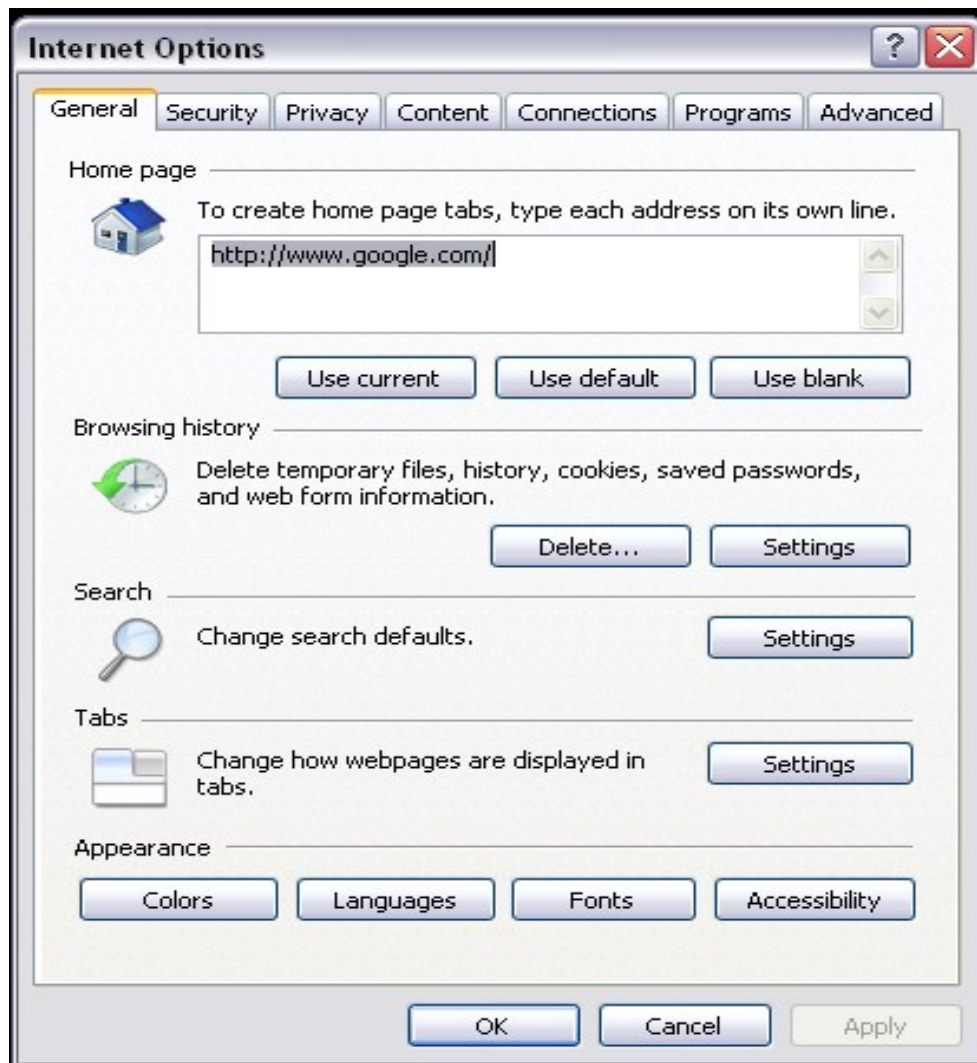 Internet Options
General Security Privacy Content Connections Programs Advanced
Home page
To create home page tabs, type each address on its own line.
http://www.google.com/
Use current Use default Use blank
Browsing history
Delete temporary files, history, cookies, saved passwords,
and web form information.
Delete... Settings
Search
Change search defaults.
Settings
Tabs
Change how webpages are displayed in
tabs.
Settings
Appearance
Colors Languages Fonts Accessibility
OK Cancel Apply